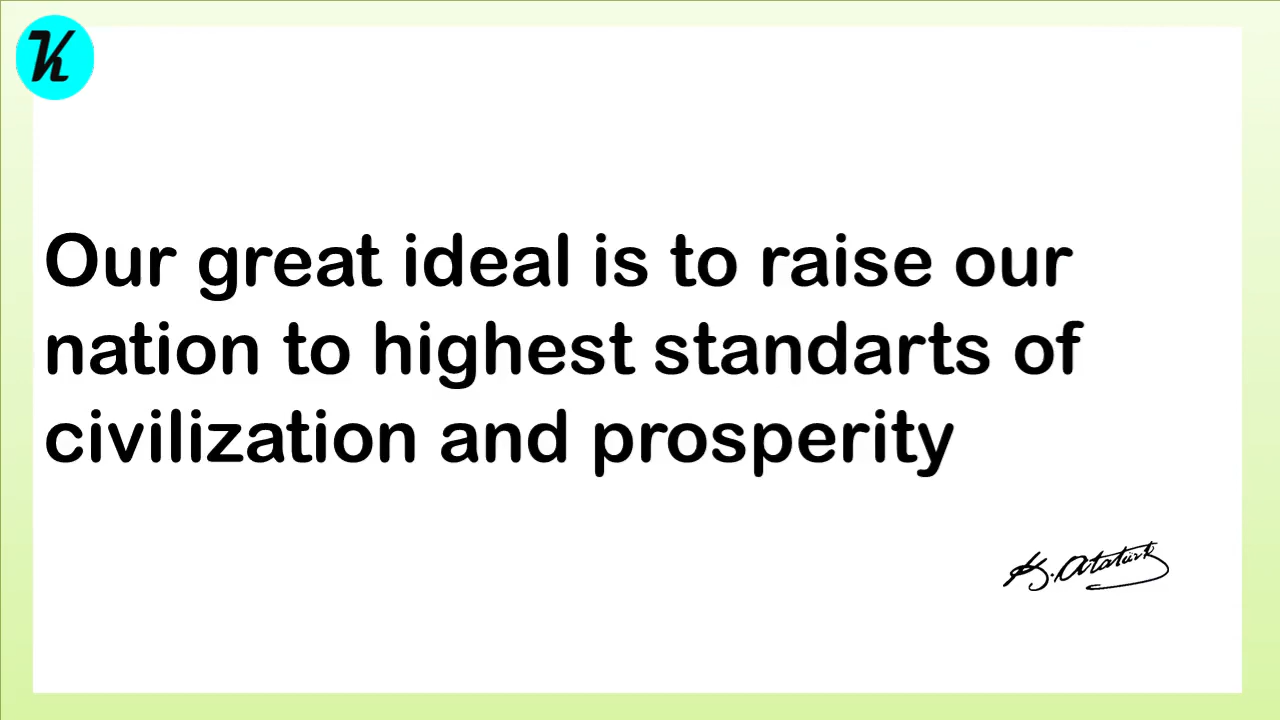 K
Our great ideal is to raise our
nation to highest standarts of
civilization and prosperity
K. Atatürk